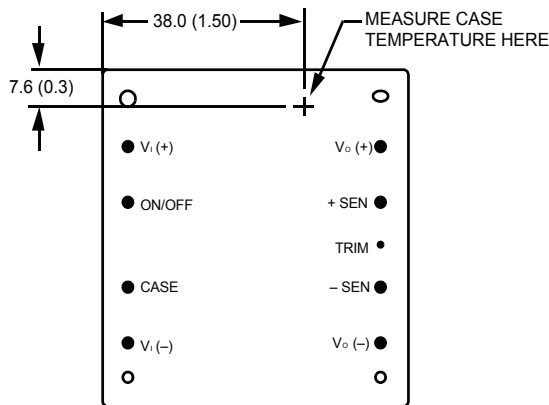 38.0 (1.50)
MEASURE CASE
TEMPERATURE HERE
7.6 (0.3)
VI (+)
VO (+)
ON/OFF
+ SEN
TRIM
CASE
– SEN
VI (–)
VO (–)